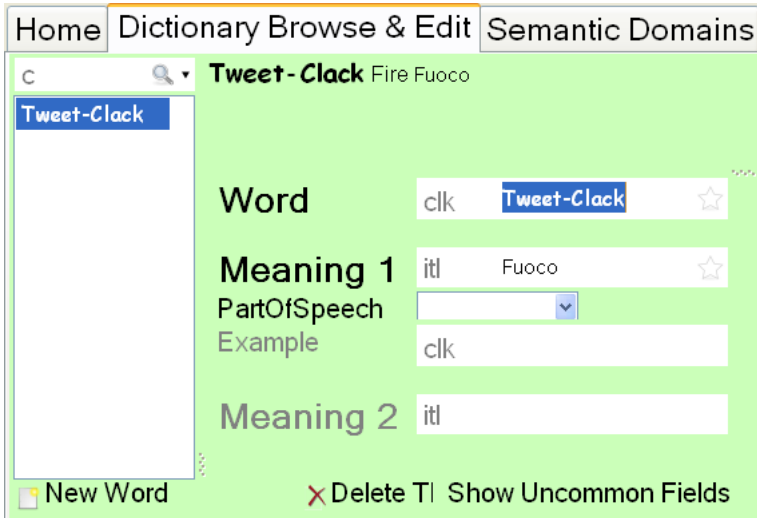 Home Dictionary Browse & Edit Semantic Domains
c
Tweet-Clack Fire Fuoco
Tweet-Clack
Word clk Tweet-Clack
Meaning 1 itl Fuoco
PartOfSpeech
Example clk
Meaning 2 itl
New Word Delete Show Uncommon Fields